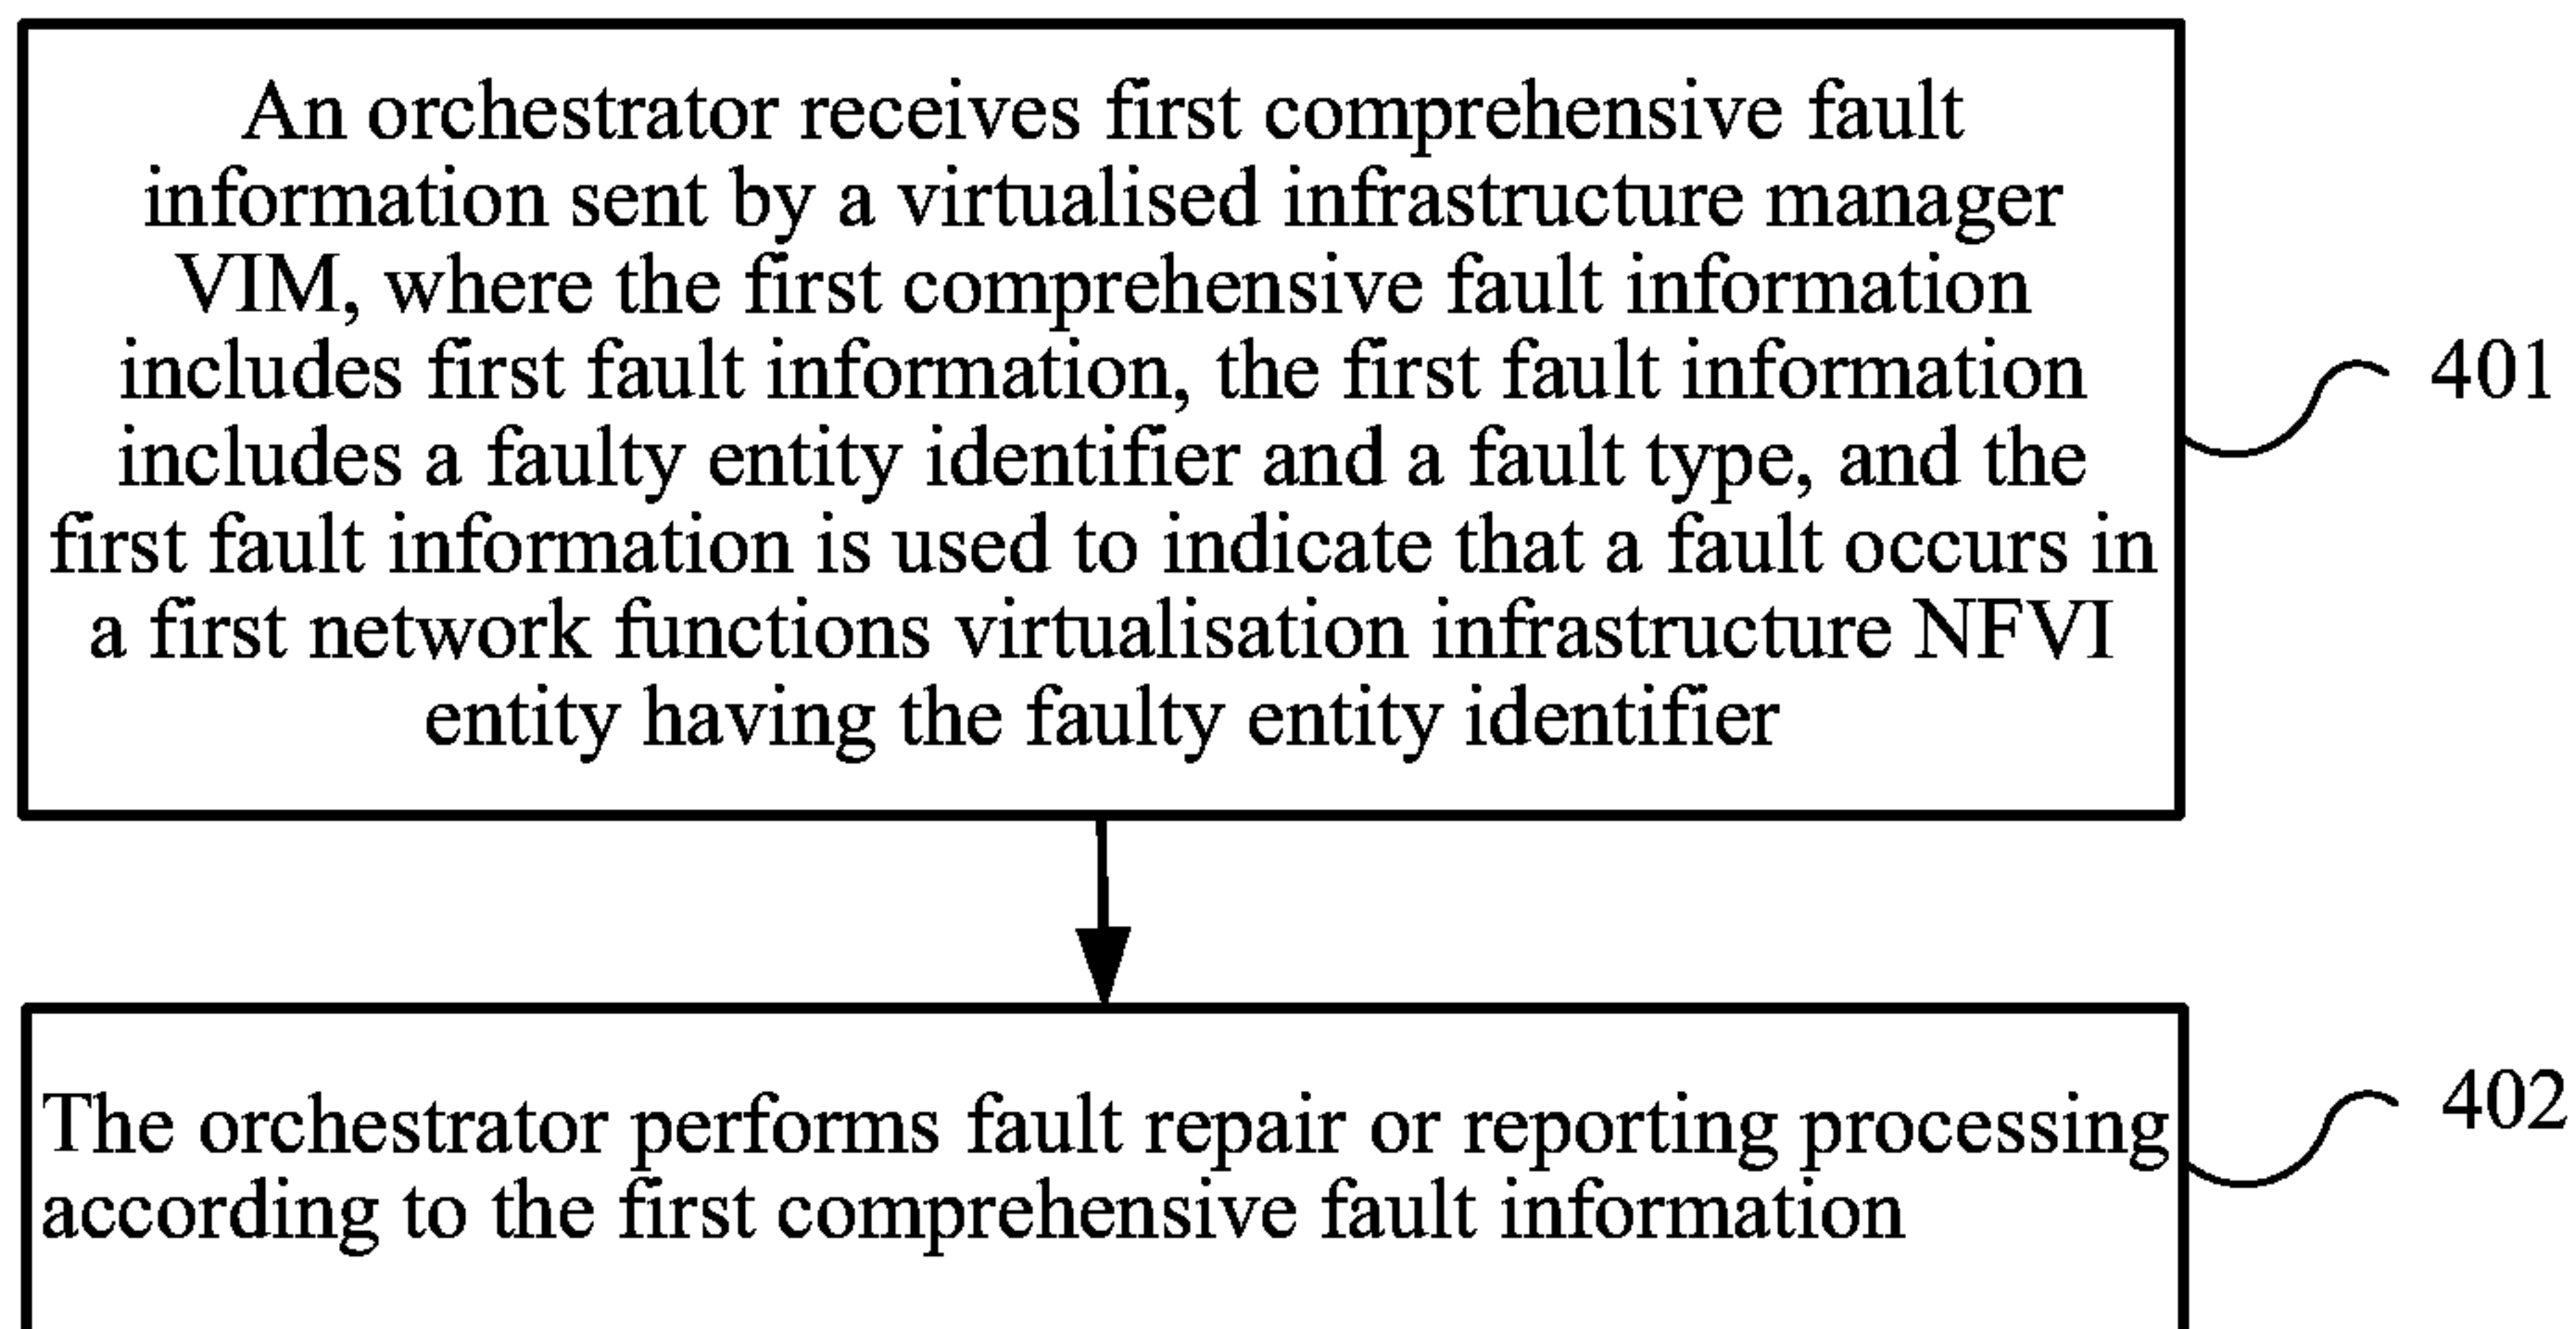 An orchestrator receives first comprehensive fault
information sent by a virtualised infrastructure manager
VIM, where the first comprehensive fault information
includes first fault information, the first fault information
includes a faulty entity identifier and a fault type, and the
first fault information is used to indicate that a fault occurs in
a first network functions virtualisation infrastructure NFVI
entity having the faulty entity identifier
401
The orchestrator performs fault repair or reporting processing
according to the first comprehensive fault information
402